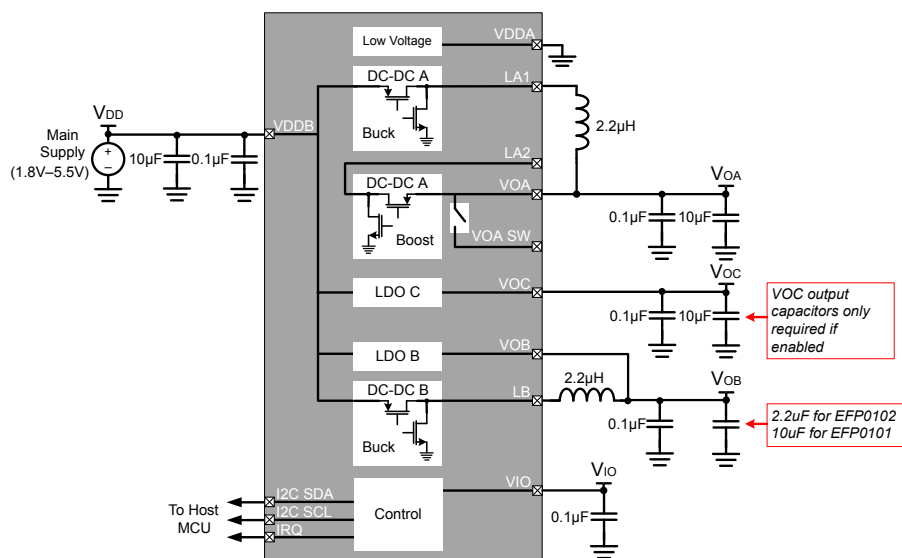 Low Voltage
VDDA
DC-DC A
LA1
Buck
2.2µH
VDD
VDDB
Main
Supply
(1.8V–5.5V)
10µF
0.1µF
LA2
DC-DC A
VOA
VOA
Boost
VOA SW
0.1µF
10µF
LDO C
VOC
VOC
0.1µF
10µF
VOC output
capacitors only
required if
enabled
LDO B
VOB
DC-DC B
LB
2.2µH
VOB
Buck
0.1µF
2.2uF for EFP0102
10uF for EFP0101
I2C SDA
I2C SCL
IRQ
To Host
MCU
Control
VIO
VIO
0.1µF